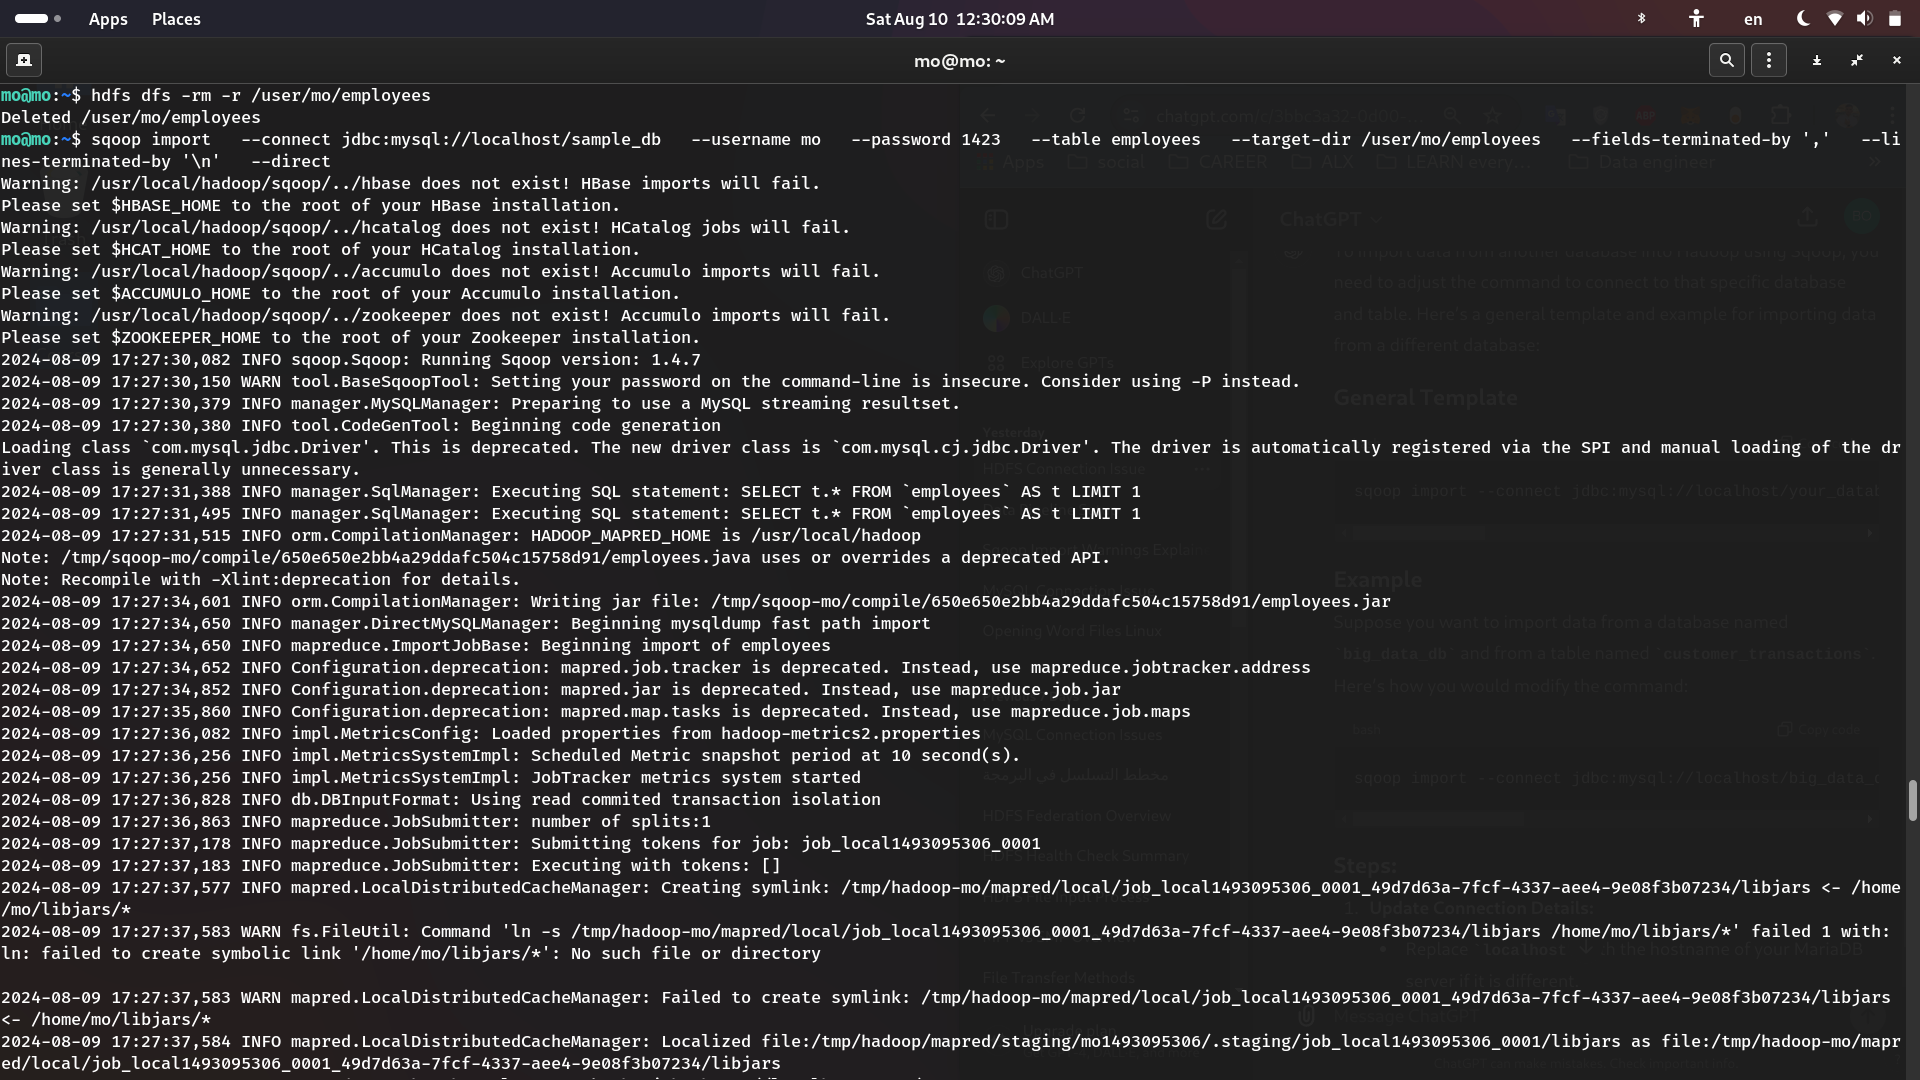 Apps Places Sat Aug 10 12:30:09 AM en
mo@mo: ~
mo@mo:~$ hdfs dfs -rm -r /user/mo/employees
Deleted /user/mo/employees
mo@mo:~$ sqoop import   --connect jdbc:mysql://localhost/sample_db   --username mo   --password 1423   --table employees   --target-dir /user/mo/employees   --fields-terminated-by ','   --li
nes-terminated-by '\n'   --direct
Warning: /usr/local/hadoop/sqoop/../hbase does not exist! HBase imports will fail.
Please set $HBASE_HOME to the root of your HBase installation.
Warning: /usr/local/hadoop/sqoop/../hcatalog does not exist! HCatalog jobs will fail.
Please set $HCAT_HOME to the root of your HCatalog installation.
Warning: /usr/local/hadoop/sqoop/../accumulo does not exist! Accumulo imports will fail.
Please set $ACCUMULO_HOME to the root of your Accumulo installation.
Warning: /usr/local/hadoop/sqoop/../zookeeper does not exist! Accumulo imports will fail.
Please set $ZOOKEEPER_HOME to the root of your Zookeeper installation.
2024-08-09 17:27:30,082 INFO sqoop.Sqoop: Running Sqoop version: 1.4.7
2024-08-09 17:27:30,150 WARN tool.BaseSqoopTool: Setting your password on the command-line is insecure. Consider using -P instead.
2024-08-09 17:27:30,379 INFO manager.MySQLManager: Preparing to use a MySQL streaming resultset.
2024-08-09 17:27:30,380 INFO tool.CodeGenTool: Beginning code generation
Loading class `com.mysql.jdbc.Driver'. This is deprecated. The new driver class is `com.mysql.cj.jdbc.Driver'. The driver is automatically registered via the SPI and manual loading of the dr
iver class is generally unnecessary.
2024-08-09 17:27:31,388 INFO manager.SqlManager: Executing SQL statement: SELECT t.* FROM `employees` AS t LIMIT 1
2024-08-09 17:27:31,495 INFO manager.SqlManager: Executing SQL statement: SELECT t.* FROM `employees` AS t LIMIT 1
2024-08-09 17:27:31,515 INFO orm.CompilationManager: HADOOP_MAPRED_HOME is /usr/local/hadoop
Note: /tmp/sqoop-mo/compile/650e650e2bb4a29ddafc504c15758d91/employees.java uses or overrides a deprecated API.
Note: Recompile with -Xlint:deprecation for details.
2024-08-09 17:27:34,601 INFO orm.CompilationManager: Writing jar file: /tmp/sqoop-mo/compile/650e650e2bb4a29ddafc504c15758d91/employees.jar
2024-08-09 17:27:34,650 INFO manager.DirectMySQLManager: Beginning mysqldump fast path import
2024-08-09 17:27:34,650 INFO mapreduce.ImportJobBase: Beginning import of employees
2024-08-09 17:27:34,652 INFO Configuration.deprecation: mapred.job.tracker is deprecated. Instead, use mapreduce.jobtracker.address
2024-08-09 17:27:34,852 INFO Configuration.deprecation: mapred.jar is deprecated. Instead, use mapreduce.job.jar
2024-08-09 17:27:35,860 INFO Configuration.deprecation: mapred.map.tasks is deprecated. Instead, use mapreduce.job.maps
2024-08-09 17:27:36,082 INFO impl.MetricsConfig: Loaded properties from hadoop-metrics2.properties
2024-08-09 17:27:36,256 INFO impl.MetricsSystemImpl: Scheduled Metric snapshot period at 10 second(s).
2024-08-09 17:27:36,256 INFO impl.MetricsSystemImpl: JobTracker metrics system started
2024-08-09 17:27:36,828 INFO db.DBInputFormat: Using read commited transaction isolation
2024-08-09 17:27:36,863 INFO mapreduce.JobSubmitter: number of splits:1
2024-08-09 17:27:37,178 INFO mapreduce.JobSubmitter: Submitting tokens for job: job_local1493095306_0001
2024-08-09 17:27:37,183 INFO mapreduce.JobSubmitter: Executing with tokens: []
2024-08-09 17:27:37,577 INFO mapred.LocalDistributedCacheManager: Creating symlink: /tmp/hadoop-mo/mapred/local/job_local1493095306_0001_49d7d63a-7fcf-4337-aee4-9e08f3b07234/libjars <- /home
/mo/libjars/*
2024-08-09 17:27:37,583 WARN fs.FileUtil: Command 'ln -s /tmp/hadoop-mo/mapred/local/job_local1493095306_0001_49d7d63a-7fcf-4337-aee4-9e08f3b07234/libjars /home/mo/libjars/*' failed 1 with:
ln: failed to create symbolic link '/home/mo/libjars/*': No such file or directory
2024-08-09 17:27:37,583 WARN mapred.LocalDistributedCacheManager: Failed to create symlink: /tmp/hadoop-mo/mapred/local/job_local1493095306_0001_49d7d63a-7fcf-4337-aee4-9e08f3b07234/libjars
<- /home/mo/libjars/*
2024-08-09 17:27:37,584 INFO mapred.LocalDistributedCacheManager: Localized file:/tmp/hadoop/mapred/staging/mo1493095306/.staging/job_local1493095306_0001/libjars as file:/tmp/hadoop-mo/mapr
ed/local/job_local1493095306_0001_49d7d63a-7fcf-4337-aee4-9e08f3b07234/libjars